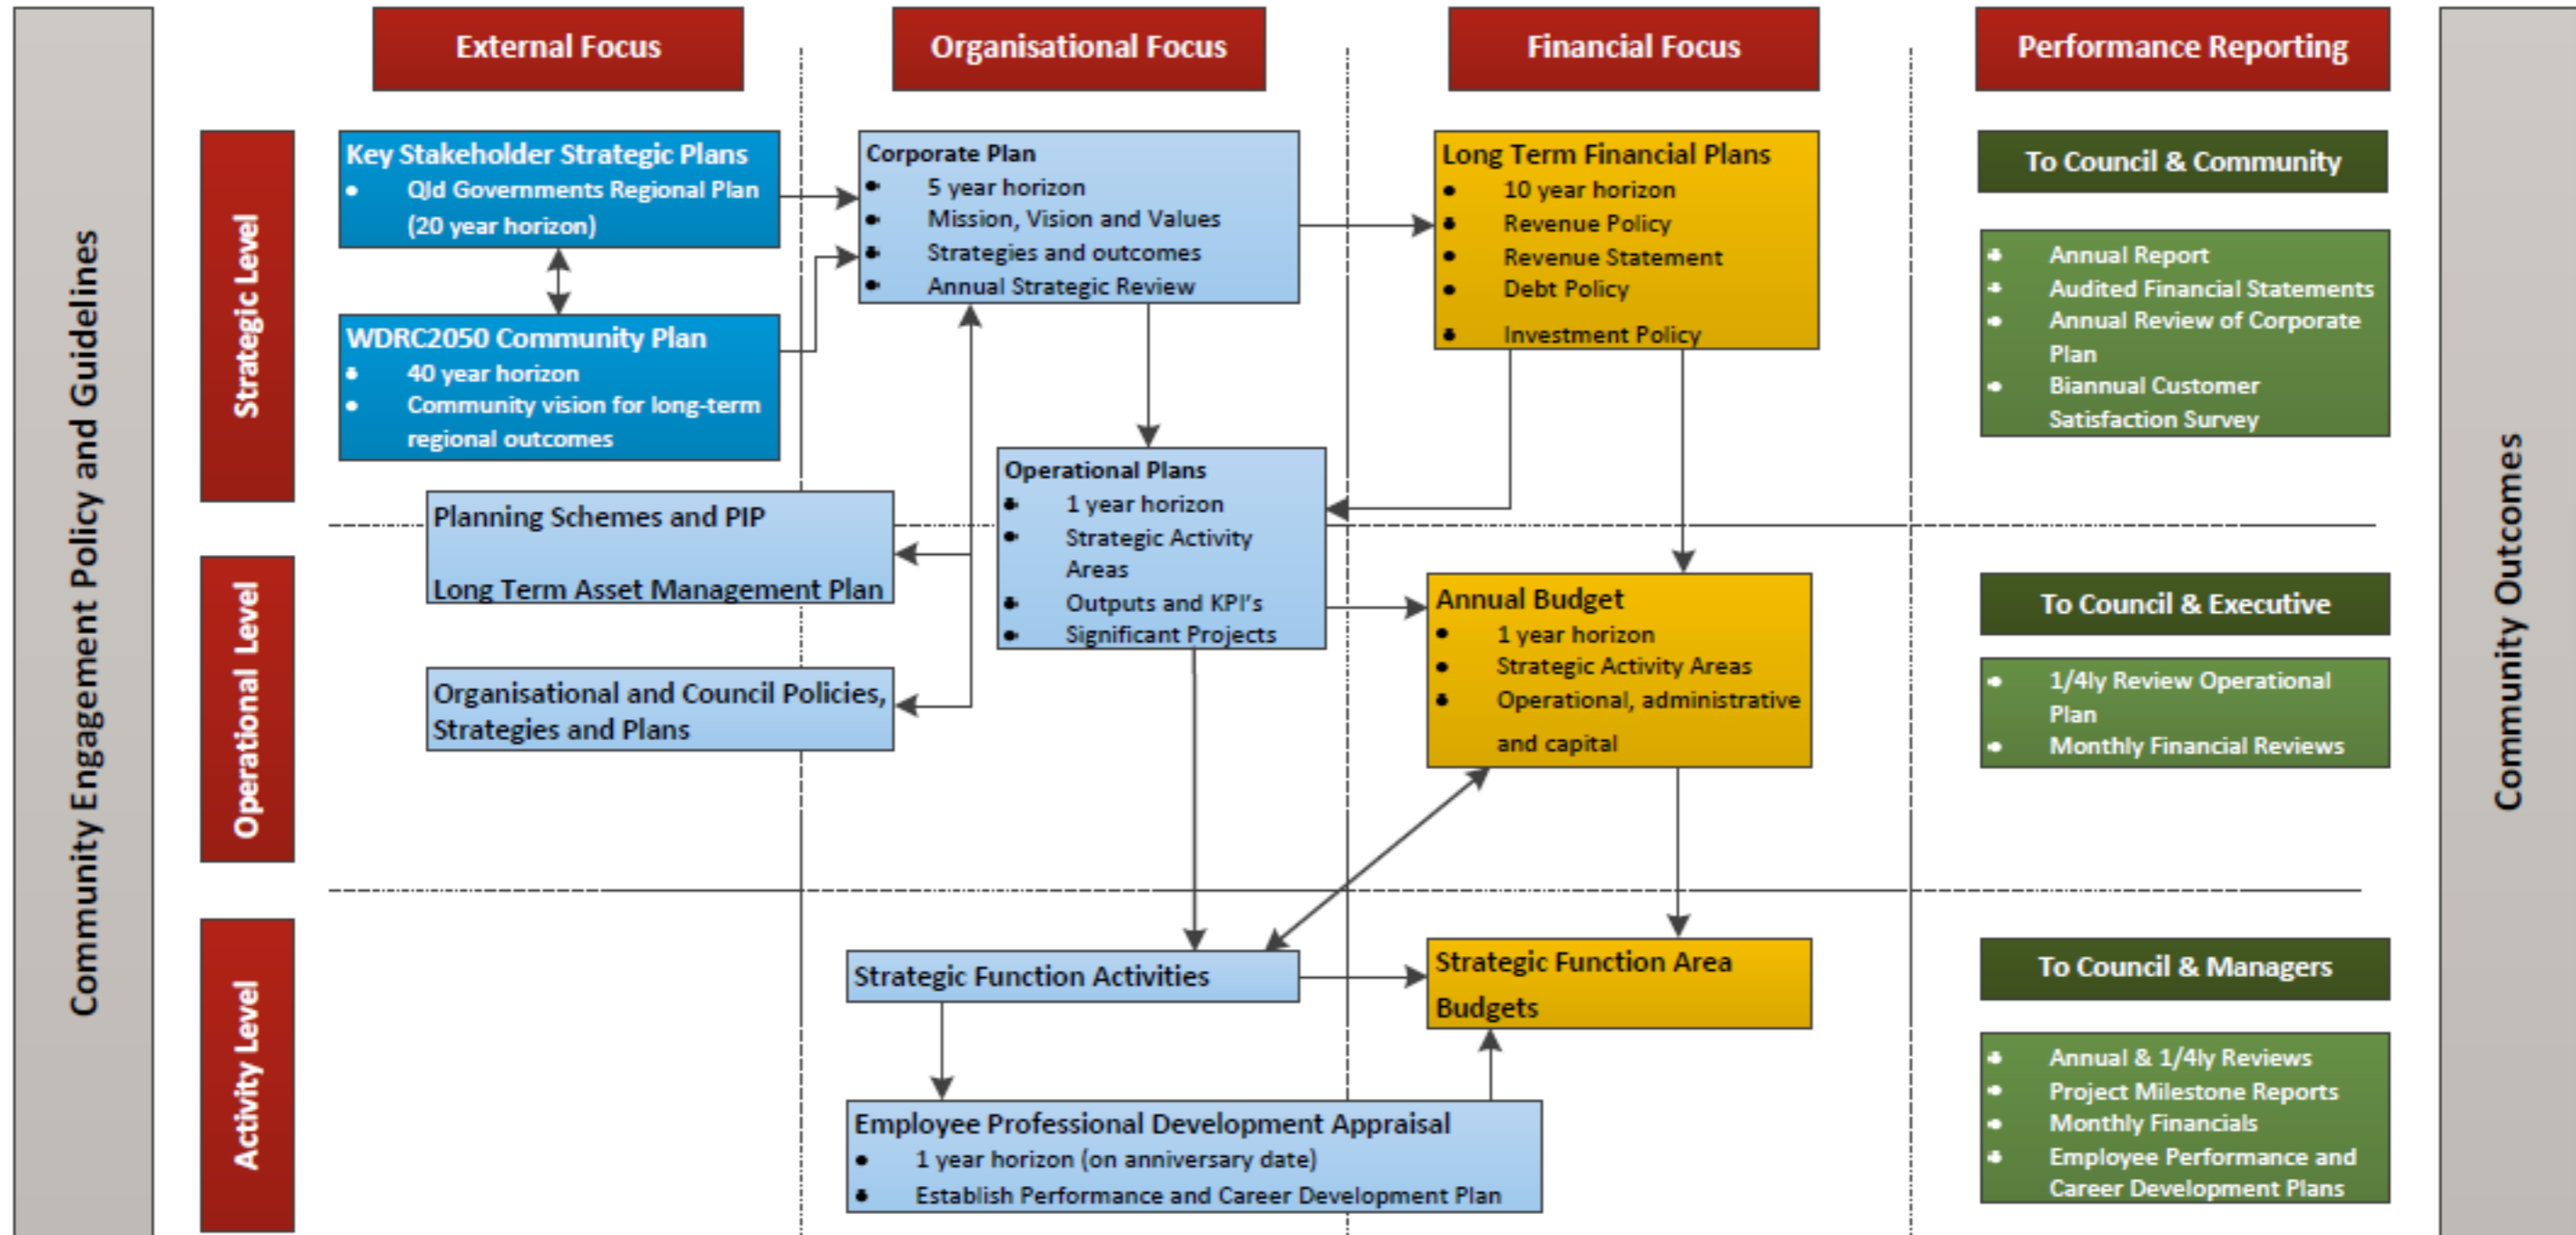 Community Engagement Policy and Guidelines
External Focus
Organisational Focus
Financial Focus
Performance Reporting
Strategic Level
Key Stakeholder Strategic Plans
• Qld Governments Regional Plan
(20 year horizon)
WDRC2050 Community Plan
• 40 year horizon
• Community vision for long-term
regional outcomes
Corporate Plan
• 5 year horizon
• Mission, Vision and Values
• Strategies and outcomes
• Annual Strategic Review
Long Term Financial Plans
• 10 year horizon
• Revenue Policy
• Revenue Statement
• Debt Policy
• Investment Policy
To Council & Community
• Annual Report
• Audited Financial Statements
• Annual Review of Corporate
Plan
• Biannual Customer
Satisfaction Survey
Operational Level
Planning Schemes and PIP
Long Term Asset Management Plan
Organisational and Council Policies,
Strategies and Plans
Operational Plans
• 1 year horizon
• Strategic Activity
Areas
• Outputs and KPI's
• Significant Projects
Annual Budget
• 1 year horizon
• Strategic Activity Areas
• Operational, administrative
and capital
To Council & Executive
• 1/4ly Review Operational
Plan
• Monthly Financial Reviews
Activity Level
Strategic Function Activities
Strategic Function Area
Budgets
Employee Professional Development Appraisal
• 1 year horizon (on anniversary date)
• Establish Performance and Career Development Plan
To Council & Managers
• Annual & 1/4ly Reviews
• Project Milestone Reports
• Monthly Financials
• Employee Performance and
Career Development Plans
Community Outcomes